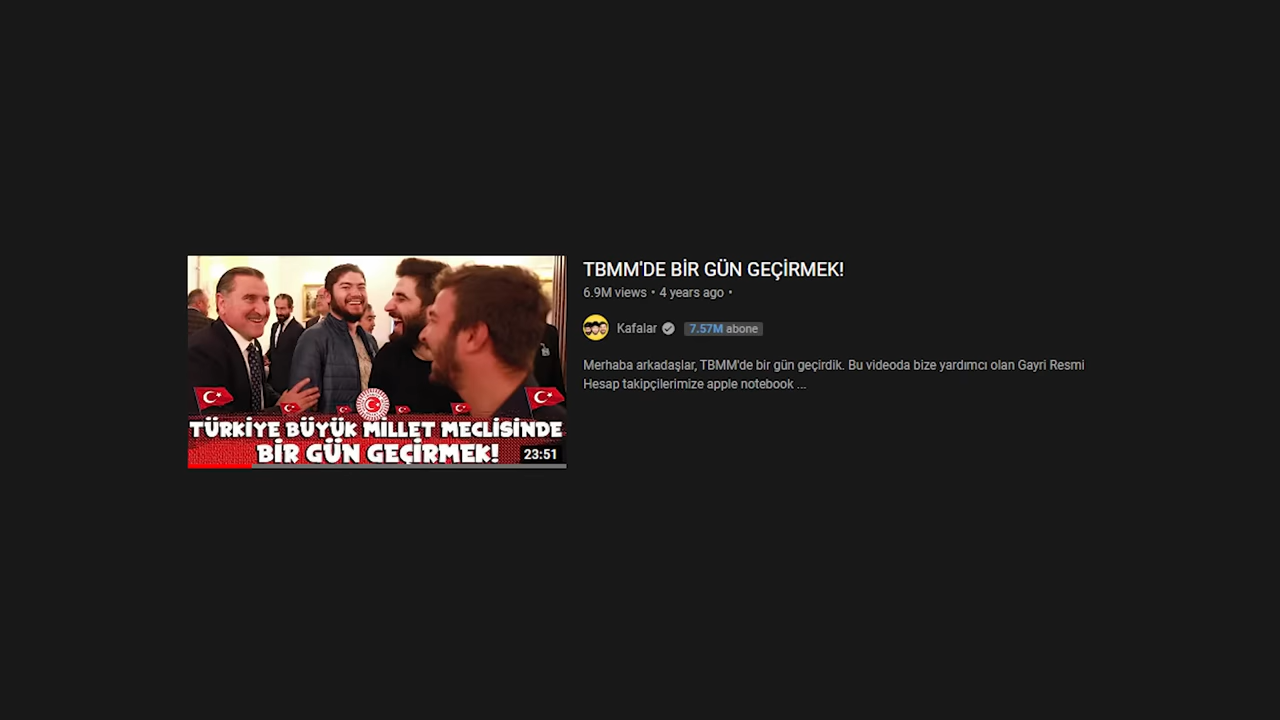 TBMM'DE BİR GÜN GEÇİRMEK!
6.9M views • 4 years ago •
Kafalar 7.57M abone
Merhaba arkadaşlar, TBMM'de bir gün geçirdik. Bu videoda bize yardımcı olan Gayri Resmi
Hesap takipçilerimize apple notebook ...
TÜRKİYE BÜYÜK MİLLET MECLİSİNDE
BİR GÜN GEÇİRMEK!
23:51